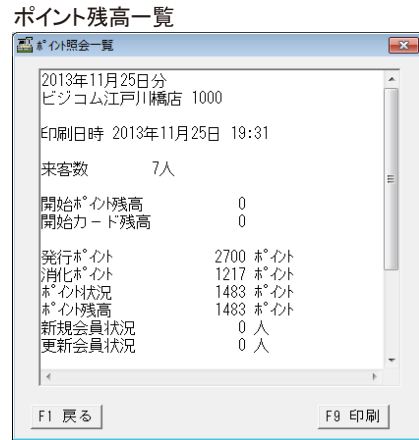 ポイント残高一覧
ﾎﾟｲﾝﾄ照会一覧
2013年11月25日分
ビジコム江戸川橋店 1000
印刷日時 2013年11月25日 19:31
来客数 7人
開始ﾎﾟｲﾝﾄ残高 0
開始カード残高 0
発行ﾎﾟｲﾝﾄ 2700 ﾎﾟｲﾝﾄ
消化ﾎﾟｲﾝﾄ 1217 ﾎﾟｲﾝﾄ
ﾎﾟｲﾝﾄ状況 1483 ﾎﾟｲﾝﾄ
ﾎﾟｲﾝﾄ残高 1483 ﾎﾟｲﾝﾄ
新規会員状況 0 人
更新会員状況 0 人
F1 戻る
F9 印刷